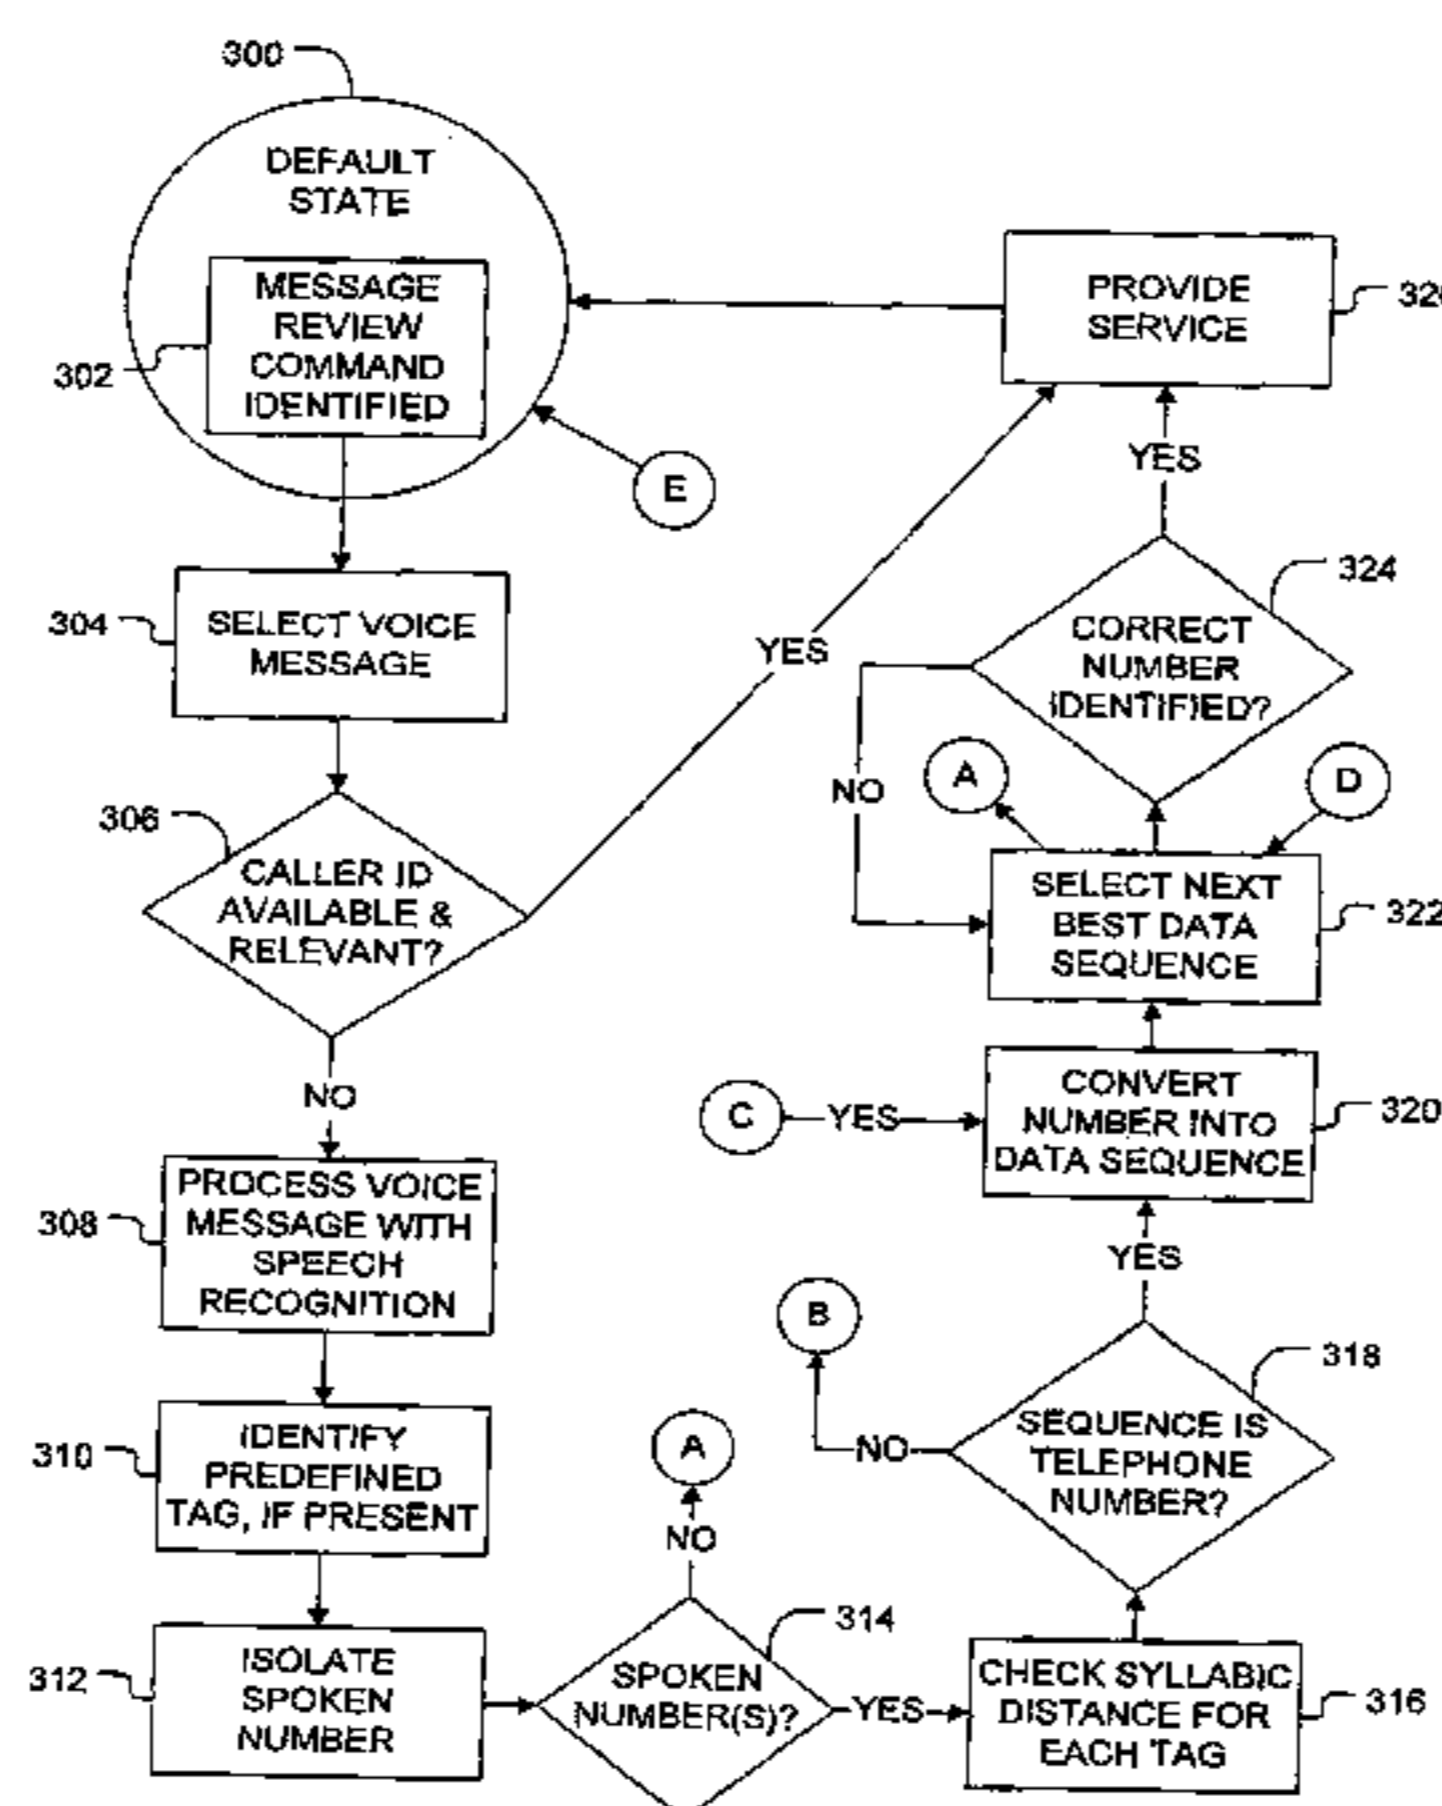 300
DEFAULT
STATE
MESSAGE
REVIEW
COMMAND
IDENTIFIED
302
E
PROVIDE
SERVICE
YES
304
SELECT VOICE
MESSAGE
YES
324
CORRECT
NUMBER
IDENTIFIED?
NO
A
D
306
CALLER ID
AVAILABLE &
RELEVANT?
SELECT NEXT
BEST DATA
SEQUENCE
322
NO
C
YES
CONVERT
NUMBER INTO
DATA SEQUENCE
320
308
PROCESS VOICE
MESSAGE WITH
SPEECH
RECOGNITION
YES
B
318
SEQUENCE IS
TELEPHONE
NUMBER?
NO
310
IDENTIFY
PREDEFINED
TAG, IF PRESENT
A
NO
312
ISOLATE
SPOKEN
NUMBER
314
SPOKEN
NUMBER(S)?
YES
CHECK SYLLABIC
DISTANCE FOR
EACH TAG
316